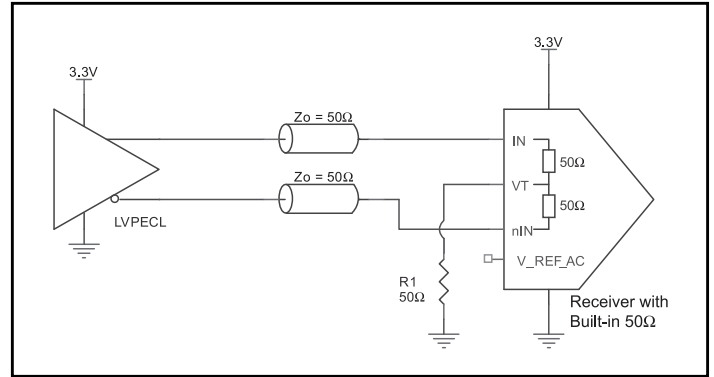 3.3V
3.3V
Zo = 50Ω
IN
50Ω
Zo = 50Ω
VT
50Ω
LVPECL
nIN
V_REF_AC
R1
50Ω
Receiver with
Built-in 50Ω